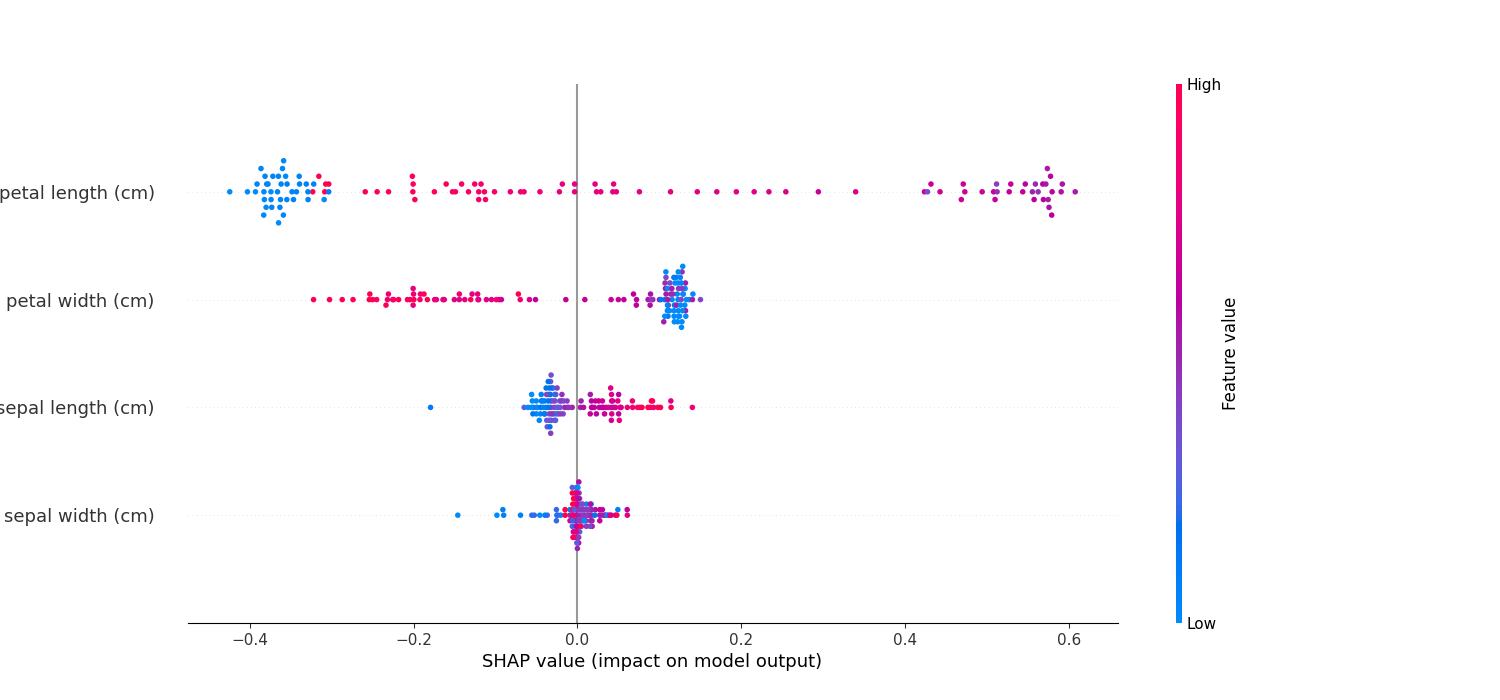 High
petal length (cm)
petal width (cm)
Feature value
sepal length (cm)
sepal width (cm)
Low
−0.4 −0.2 0.0 0.2 0.4 0.6
SHAP value (impact on model output)